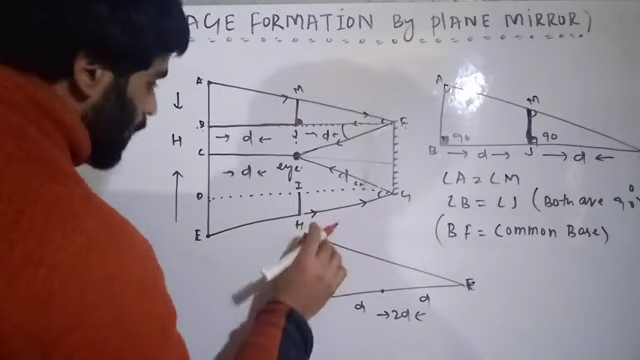 AGE FORMATION By PLANE MIRROR)
A
M
F
B
J
→ d ←
→ d ←
H
C
→ d ←
eye
D
I
G
E
H
A
M
B
90
J
90
→ d → → d ←
∠A = ∠M
∠B = ∠J (Both are 90°
(BF = Common Base)
F
d
d
→ 2d ←